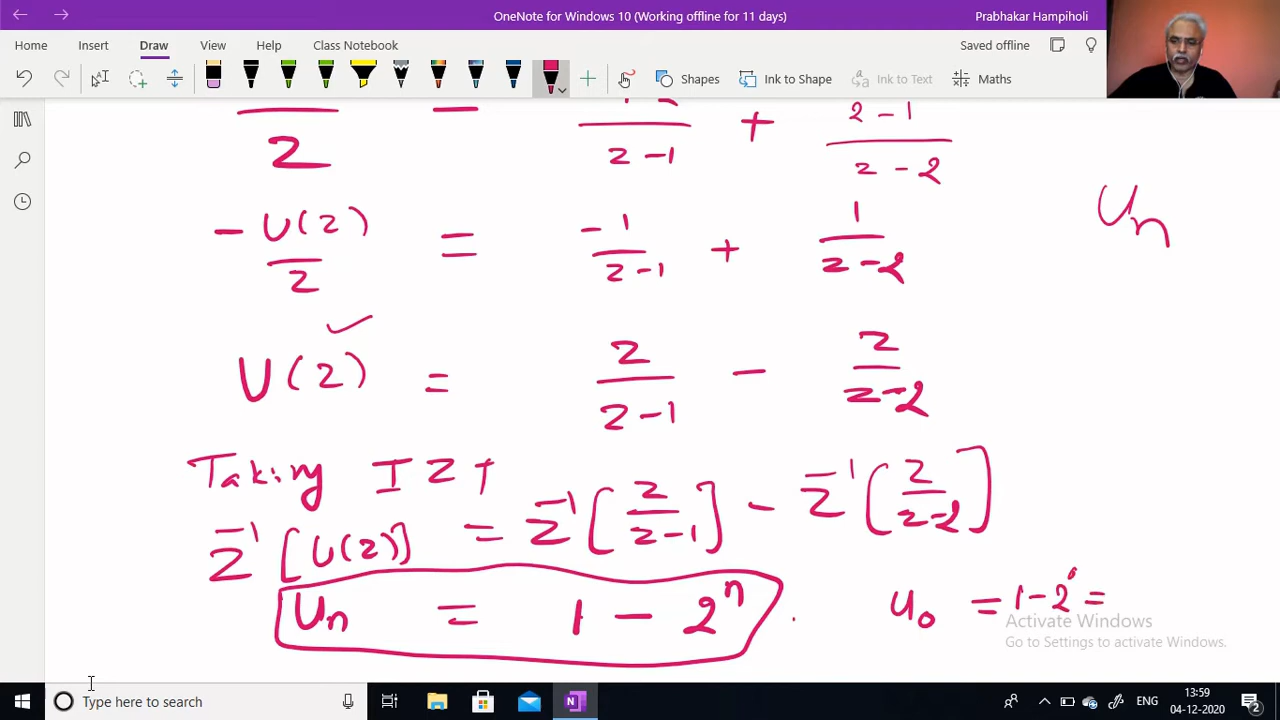 OneNote for Windows 10 (Working offline for 11 days)
Prabhakar Hampiholi
Home Insert Draw View Help Class Notebook
Saved offline
Shapes Ink to Shape Ink to Text Maths
z = z-1 + 2-1 / z-2
-U(z)/z = -1/z-1 + 1/z-2
Un
U(z) = z/z-1 - z/z-2
Taking IZT
z⁻¹[U(z)] = z⁻¹[z/z-1] - z⁻¹[z/z-2]
Un = 1 - 2ⁿ .
u₀ = 1-2⁰ =
Activate Windows
Go to Settings to activate Windows.
Type here to search
ENG
13:59
04-12-2020
2